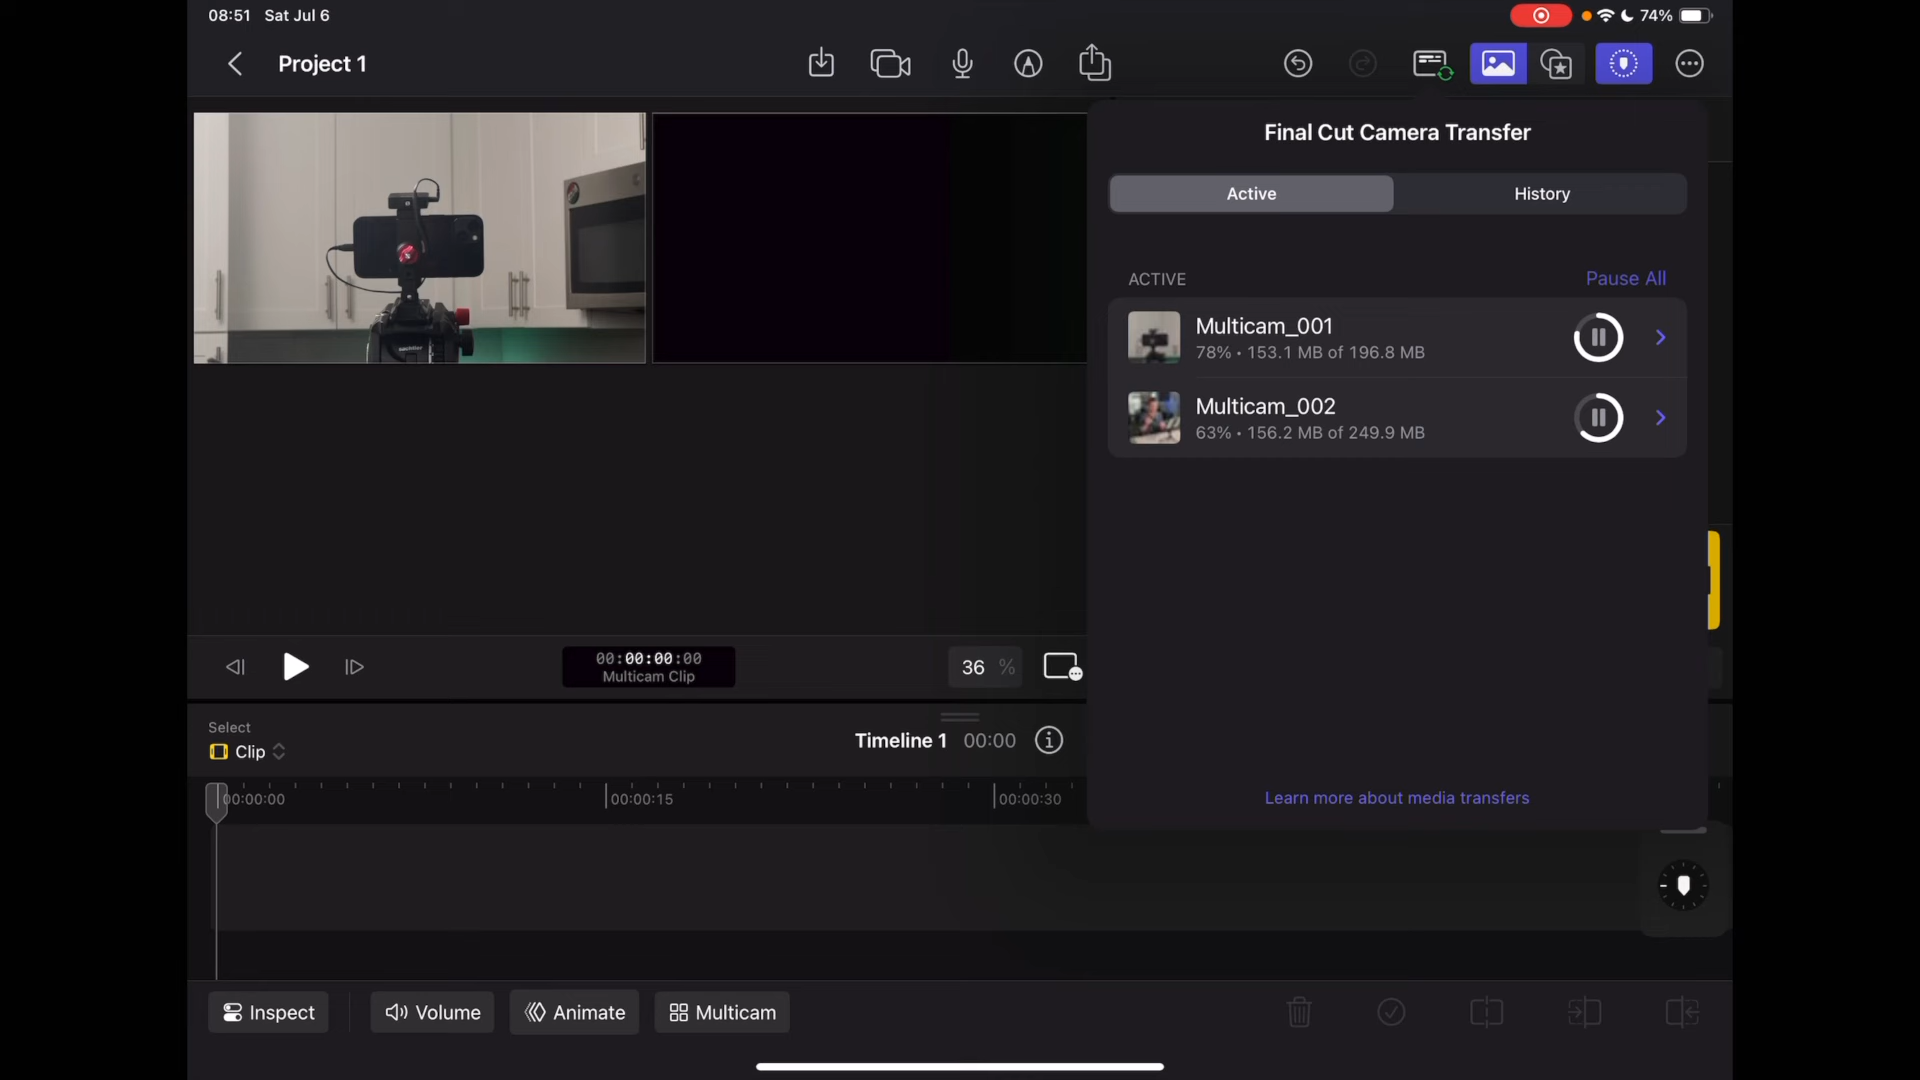 08:51 Sat Jul 6
74%
Project 1
Final Cut Camera Transfer
Active
History
ACTIVE
Pause All
Multicam_001
78% • 153.1 MB of 196.8 MB
Multicam_002
63% • 156.2 MB of 249.9 MB
Learn more about media transfers
00:00:00:00
Multicam Clip
36 %
Select
Clip
Timeline 1 00:00
00:00:00
00:00:15
00:00:30
Inspect
Volume
Animate
Multicam